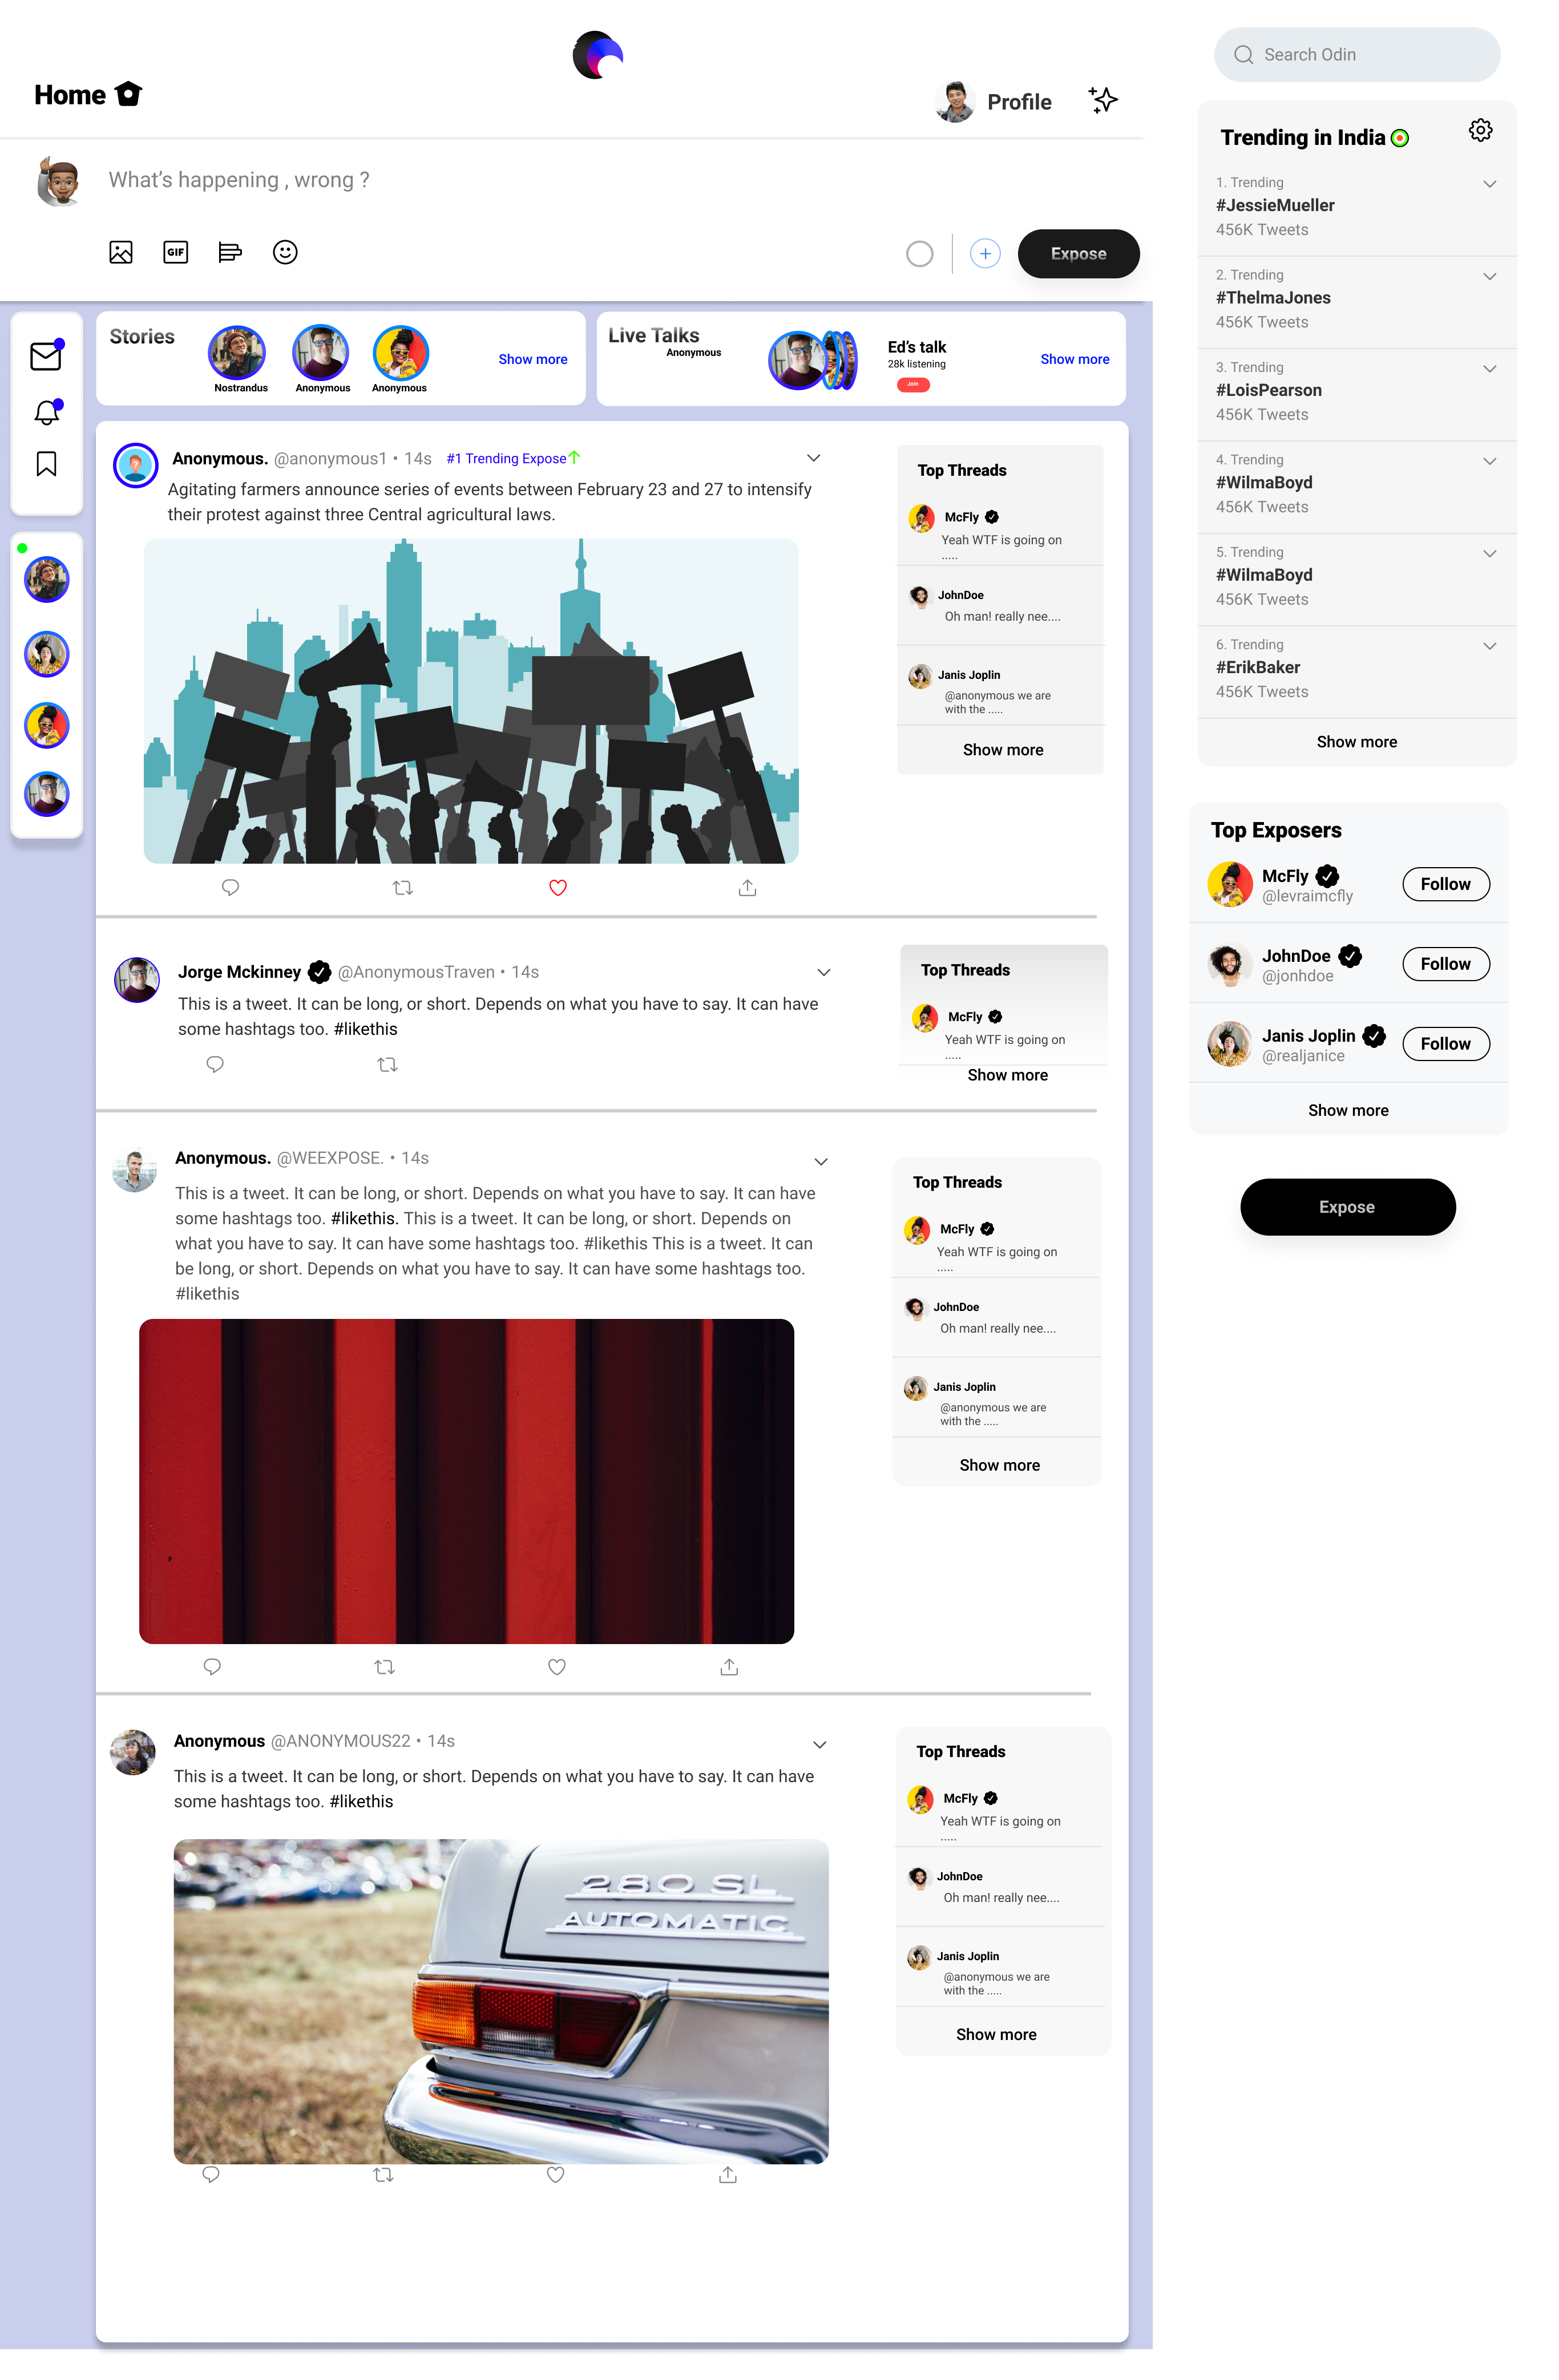 Home
Profile
Search Odin
What's happening , wrong ?
GIF
Expose
Trending in India
1. Trending
#JessieMueller
456K Tweets
2. Trending
#ThelmaJones
456K Tweets
3. Trending
#LoisPearson
456K Tweets
4. Trending
#WilmaBoyd
456K Tweets
5. Trending
#WilmaBoyd
456K Tweets
6. Trending
#ErikBaker
456K Tweets
Show more
Stories
Nostrandus
Anonymous
Anonymous
Show more
Live Talks
Anonymous
Ed's talk
28k listening
Join
Show more
Anonymous. @anonymous1 • 14s #1 Trending Expose
Agitating farmers announce series of events between February 23 and 27 to intensify
their protest against three Central agricultural laws.
Top Threads
McFly
Yeah WTF is going on
.....
JohnDoe
Oh man! really nee....
Janis Joplin
@anonymous we are
with the .....
Show more
Top Exposers
McFly
@levraimcfly
Follow
JohnDoe
@jonhdoe
Follow
Janis Joplin
@realjanice
Follow
Show more
Expose
Jorge Mckinney @AnonymousTraven • 14s
This is a tweet. It can be long, or short. Depends on what you have to say. It can have
some hashtags too. #likethis
Top Threads
McFly
Yeah WTF is going on
.....
Show more
Anonymous. @WEEXPOSE. • 14s
This is a tweet. It can be long, or short. Depends on what you have to say. It can have
some hashtags too. #likethis. This is a tweet. It can be long, or short. Depends on
what you have to say. It can have some hashtags too. #likethis This is a tweet. It can
be long, or short. Depends on what you have to say. It can have some hashtags too.
#likethis
Top Threads
McFly
Yeah WTF is going on
.....
JohnDoe
Oh man! really nee....
Janis Joplin
@anonymous we are
with the .....
Show more
Anonymous @ANONYMOUS22 • 14s
This is a tweet. It can be long, or short. Depends on what you have to say. It can have
some hashtags too. #likethis
280 SL
AUTOMATIC
Top Threads
McFly
Yeah WTF is going on
.....
JohnDoe
Oh man! really nee....
Janis Joplin
@anonymous we are
with the .....
Show more